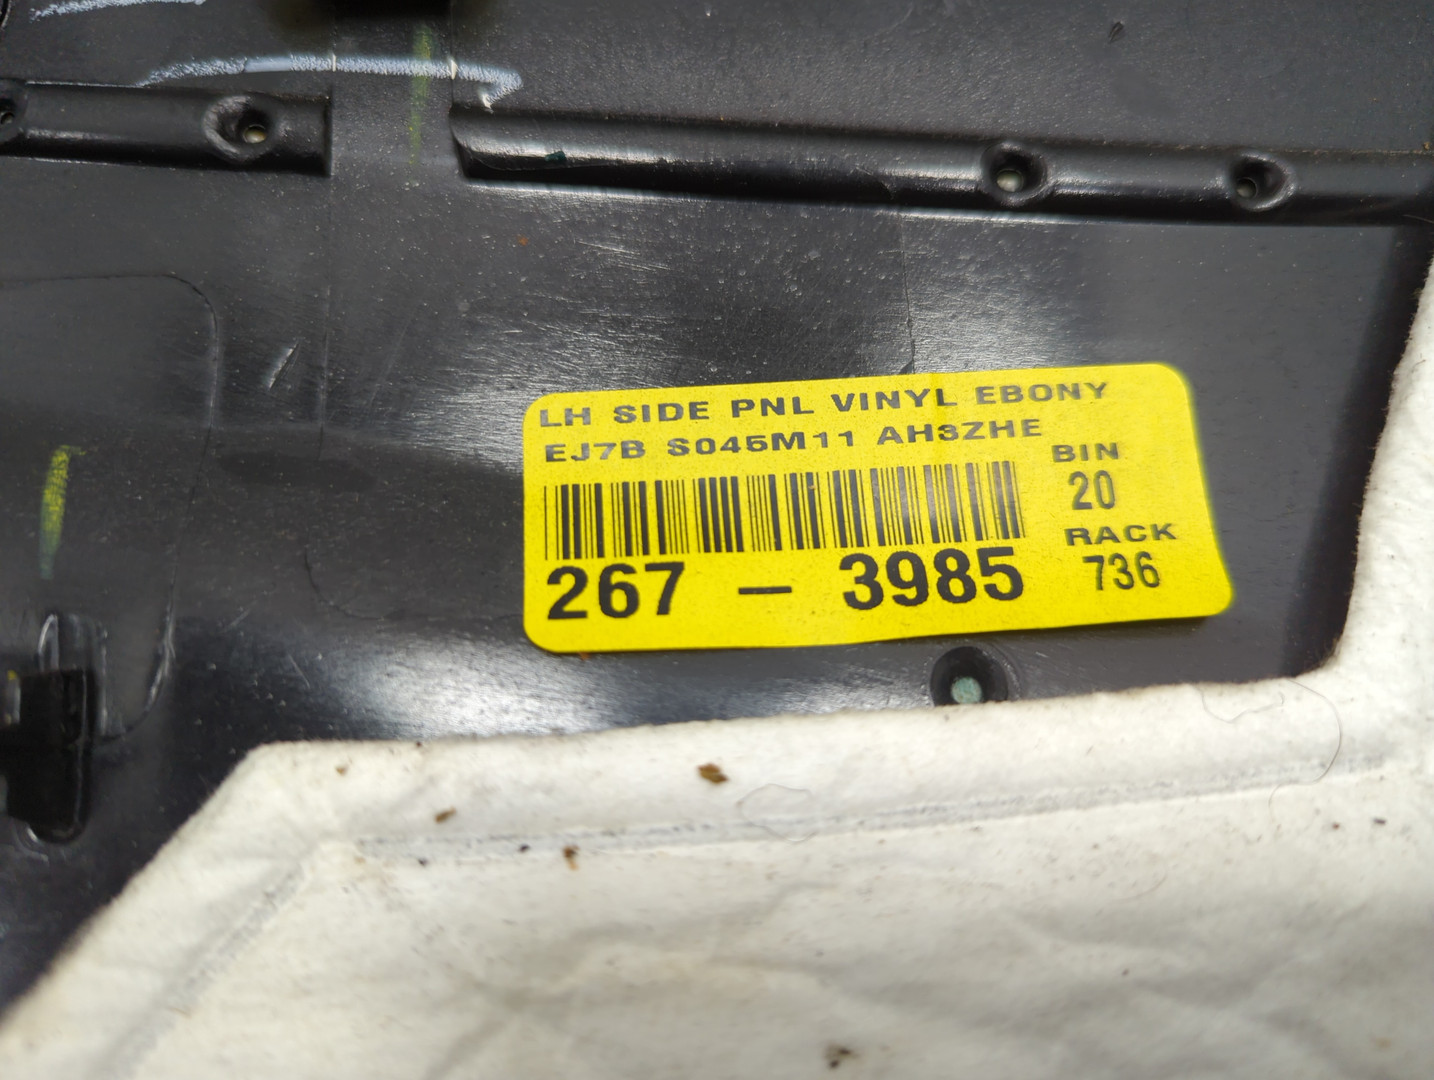 LH SIDE PNL VINYL EBONY
EJ7B S045M11 AH3ZHE
BIN
20
RACK
736
267 - 3985